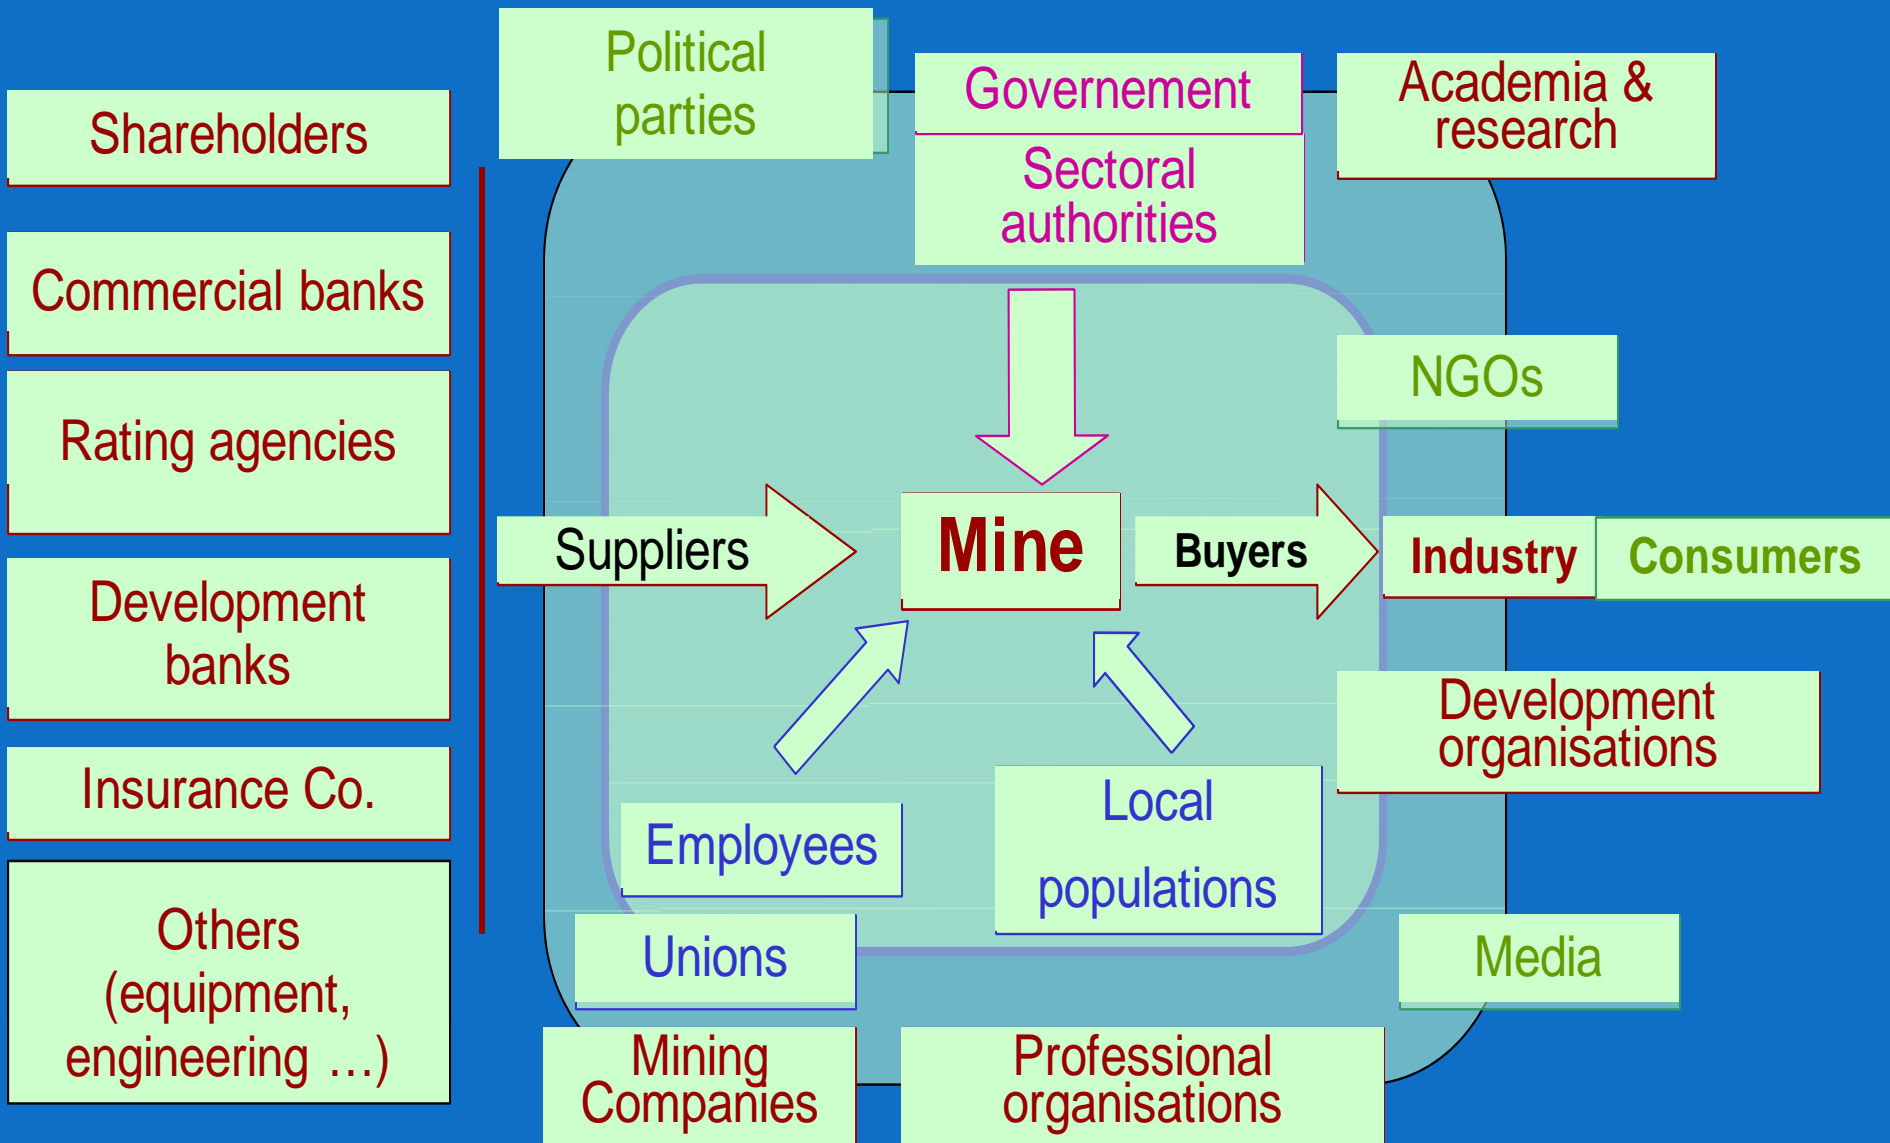 Political
parties
Governement
Academia &
research
Shareholders
Sectoral
authorities
Commercial banks
NGOs
Rating agencies
Suppliers
Mine
Buyers
Industry
Consumers
Development
banks
Development
organisations
Insurance Co.
Employees
Local
populations
Others
(equipment,
engineering …)
Unions
Media
Mining
Companies
Professional
organisations